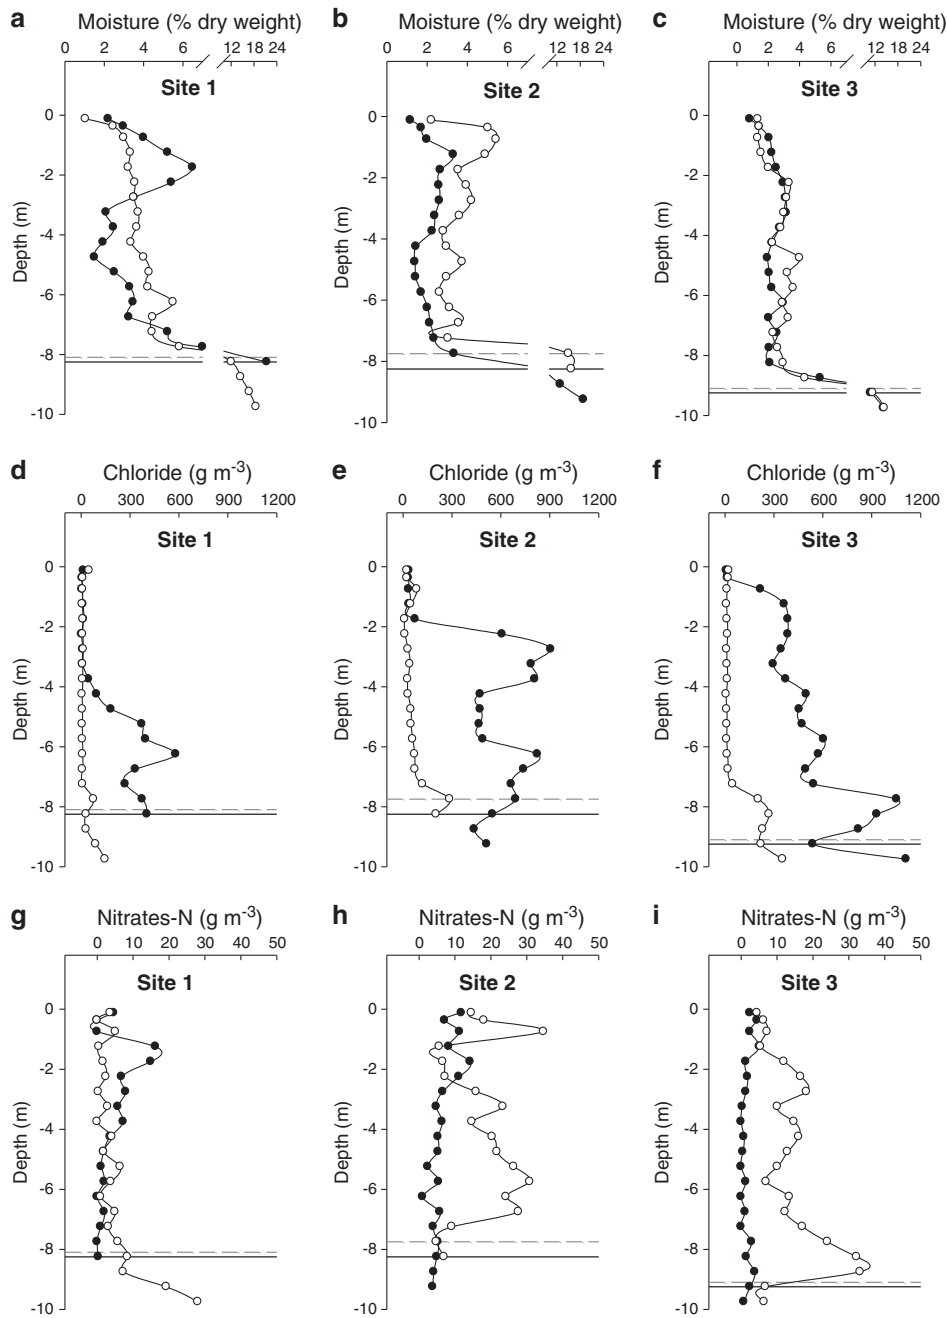 a Moisture (% dry weight) b Moisture (% dry weight) c Moisture (% dry weight)
0 2 4 6 12 18 24 0 2 4 6 12 18 24 0 2 4 6 12 18 24
Site 1 Site 2 Site 3
0 0 0
-2 -2 -2
-4 -4 -4
-6 -6 -6
-8 -8 -8
-10 -10 -10
Depth (m) Depth (m) Depth (m)
d Chloride (g m-3) e Chloride (g m-3) f Chloride (g m-3)
0 300 600 900 1200 0 300 600 900 1200 0 300 600 900 1200
Site 1 Site 2 Site 3
0 0 0
-2 -2 -2
-4 -4 -4
-6 -6 -6
-8 -8 -8
-10 -10 -10
Depth (m) Depth (m) Depth (m)
g Nitrates-N (g m-3) h Nitrates-N (g m-3) i Nitrates-N (g m-3)
0 10 20 30 40 50 0 10 20 30 40 50 0 10 20 30 40 50
Site 1 Site 2 Site 3
0 0 0
-2 -2 -2
-4 -4 -4
-6 -6 -6
-8 -8 -8
-10 -10 -10
Depth (m) Depth (m) Depth (m)